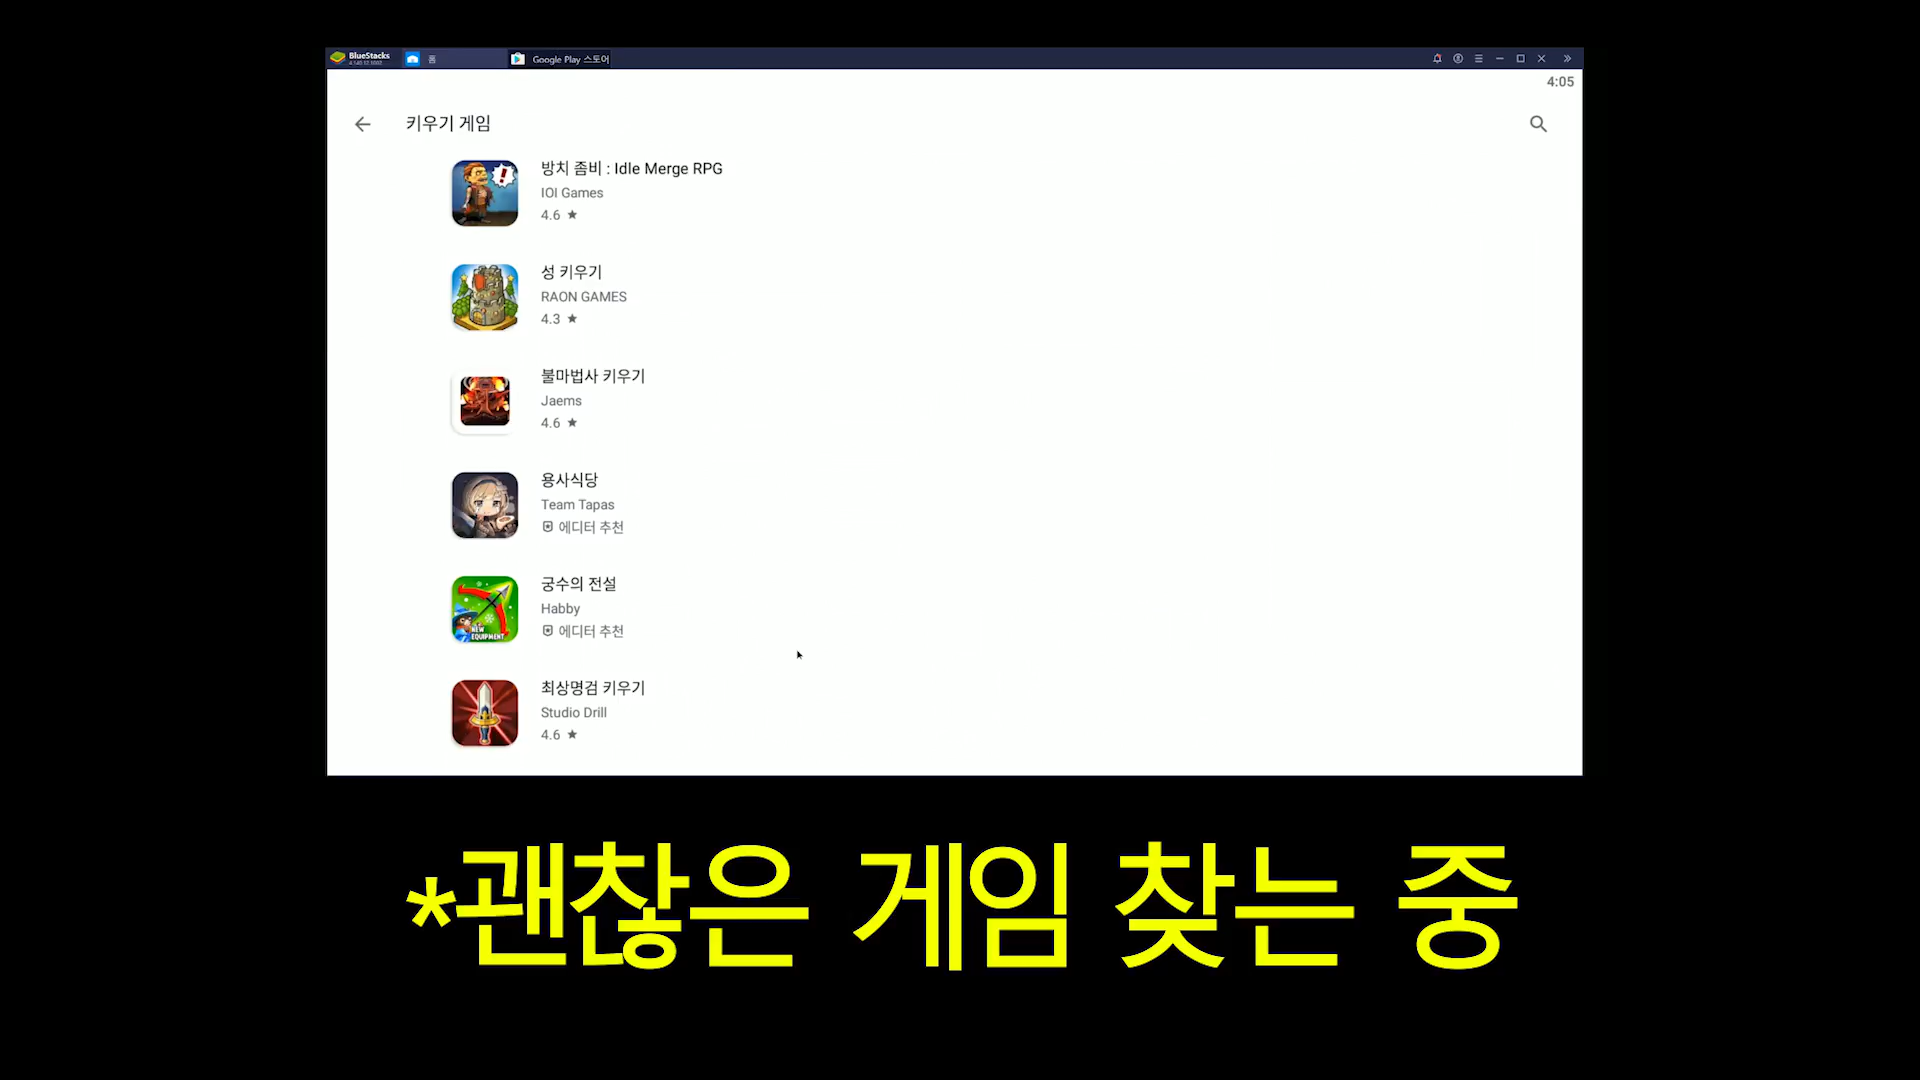 BlueStacks
홈
Google Play 스토어
4:05
키우기 게임
방치 좀비 : Idle Merge RPG
IOI Games
4.6 ★
성 키우기
RAON GAMES
4.3 ★
불마법사 키우기
Jaems
4.6 ★
용사식당
Team Tapas
에디터 추천
NEW
EQUIPMENT
궁수의 전설
Habby
에디터 추천
최상명검 키우기
Studio Drill
4.6 ★
*괜찮은 게임 찾는 중